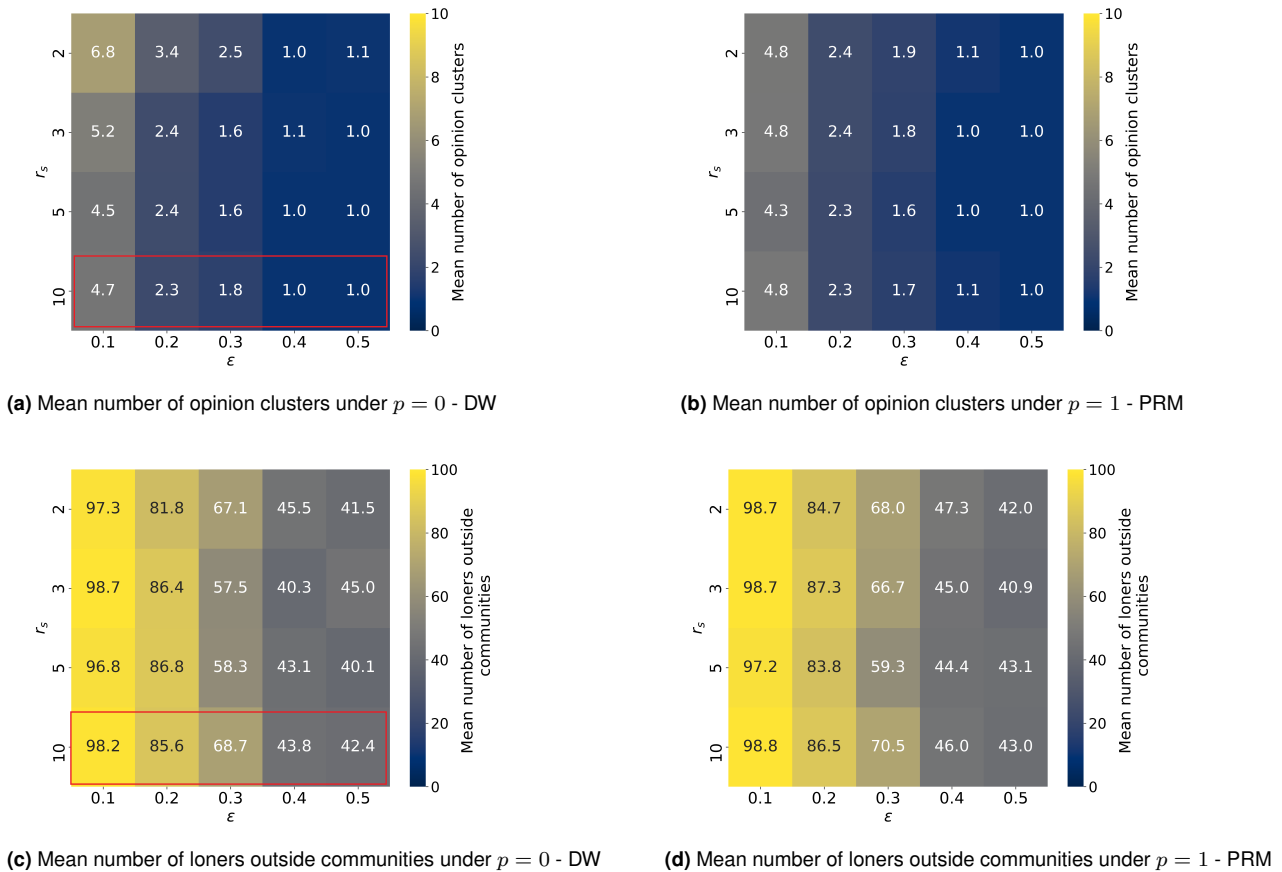 10
2 6.8 3.4 2.5 1.0 1.1
8
3 5.2 2.4 1.6 1.1 1.0
6
r_s
4
5 4.5 2.4 1.6 1.0 1.0
2
10 4.7 2.3 1.8 1.0 1.0
0
0.1 0.2 0.3 0.4 0.5
ε
Mean number of opinion clusters
(a) Mean number of opinion clusters under p = 0 - DW
10
2 4.8 2.4 1.9 1.1 1.0
8
3 4.8 2.4 1.8 1.0 1.0
6
r_s
4
5 4.3 2.3 1.6 1.0 1.0
2
10 4.8 2.3 1.7 1.1 1.0
0
0.1 0.2 0.3 0.4 0.5
ε
Mean number of opinion clusters
(b) Mean number of opinion clusters under p = 1 - PRM
100
2 97.3 81.8 67.1 45.5 41.5
80
3 98.7 86.4 57.5 40.3 45.0
60
r_s
40
5 96.8 86.8 58.3 43.1 40.1
20
10 98.2 85.6 68.7 43.8 42.4
0
0.1 0.2 0.3 0.4 0.5
ε
Mean number of loners outside
communities
(c) Mean number of loners outside communities under p = 0 - DW
100
2 98.7 84.7 68.0 47.3 42.0
80
3 98.7 87.3 66.7 45.0 40.9
60
r_s
40
5 97.2 83.8 59.3 44.4 43.1
20
10 98.8 86.5 70.5 46.0 43.0
0
0.1 0.2 0.3 0.4 0.5
ε
Mean number of loners outside
communities
(d) Mean number of loners outside communities under p = 1 - PRM